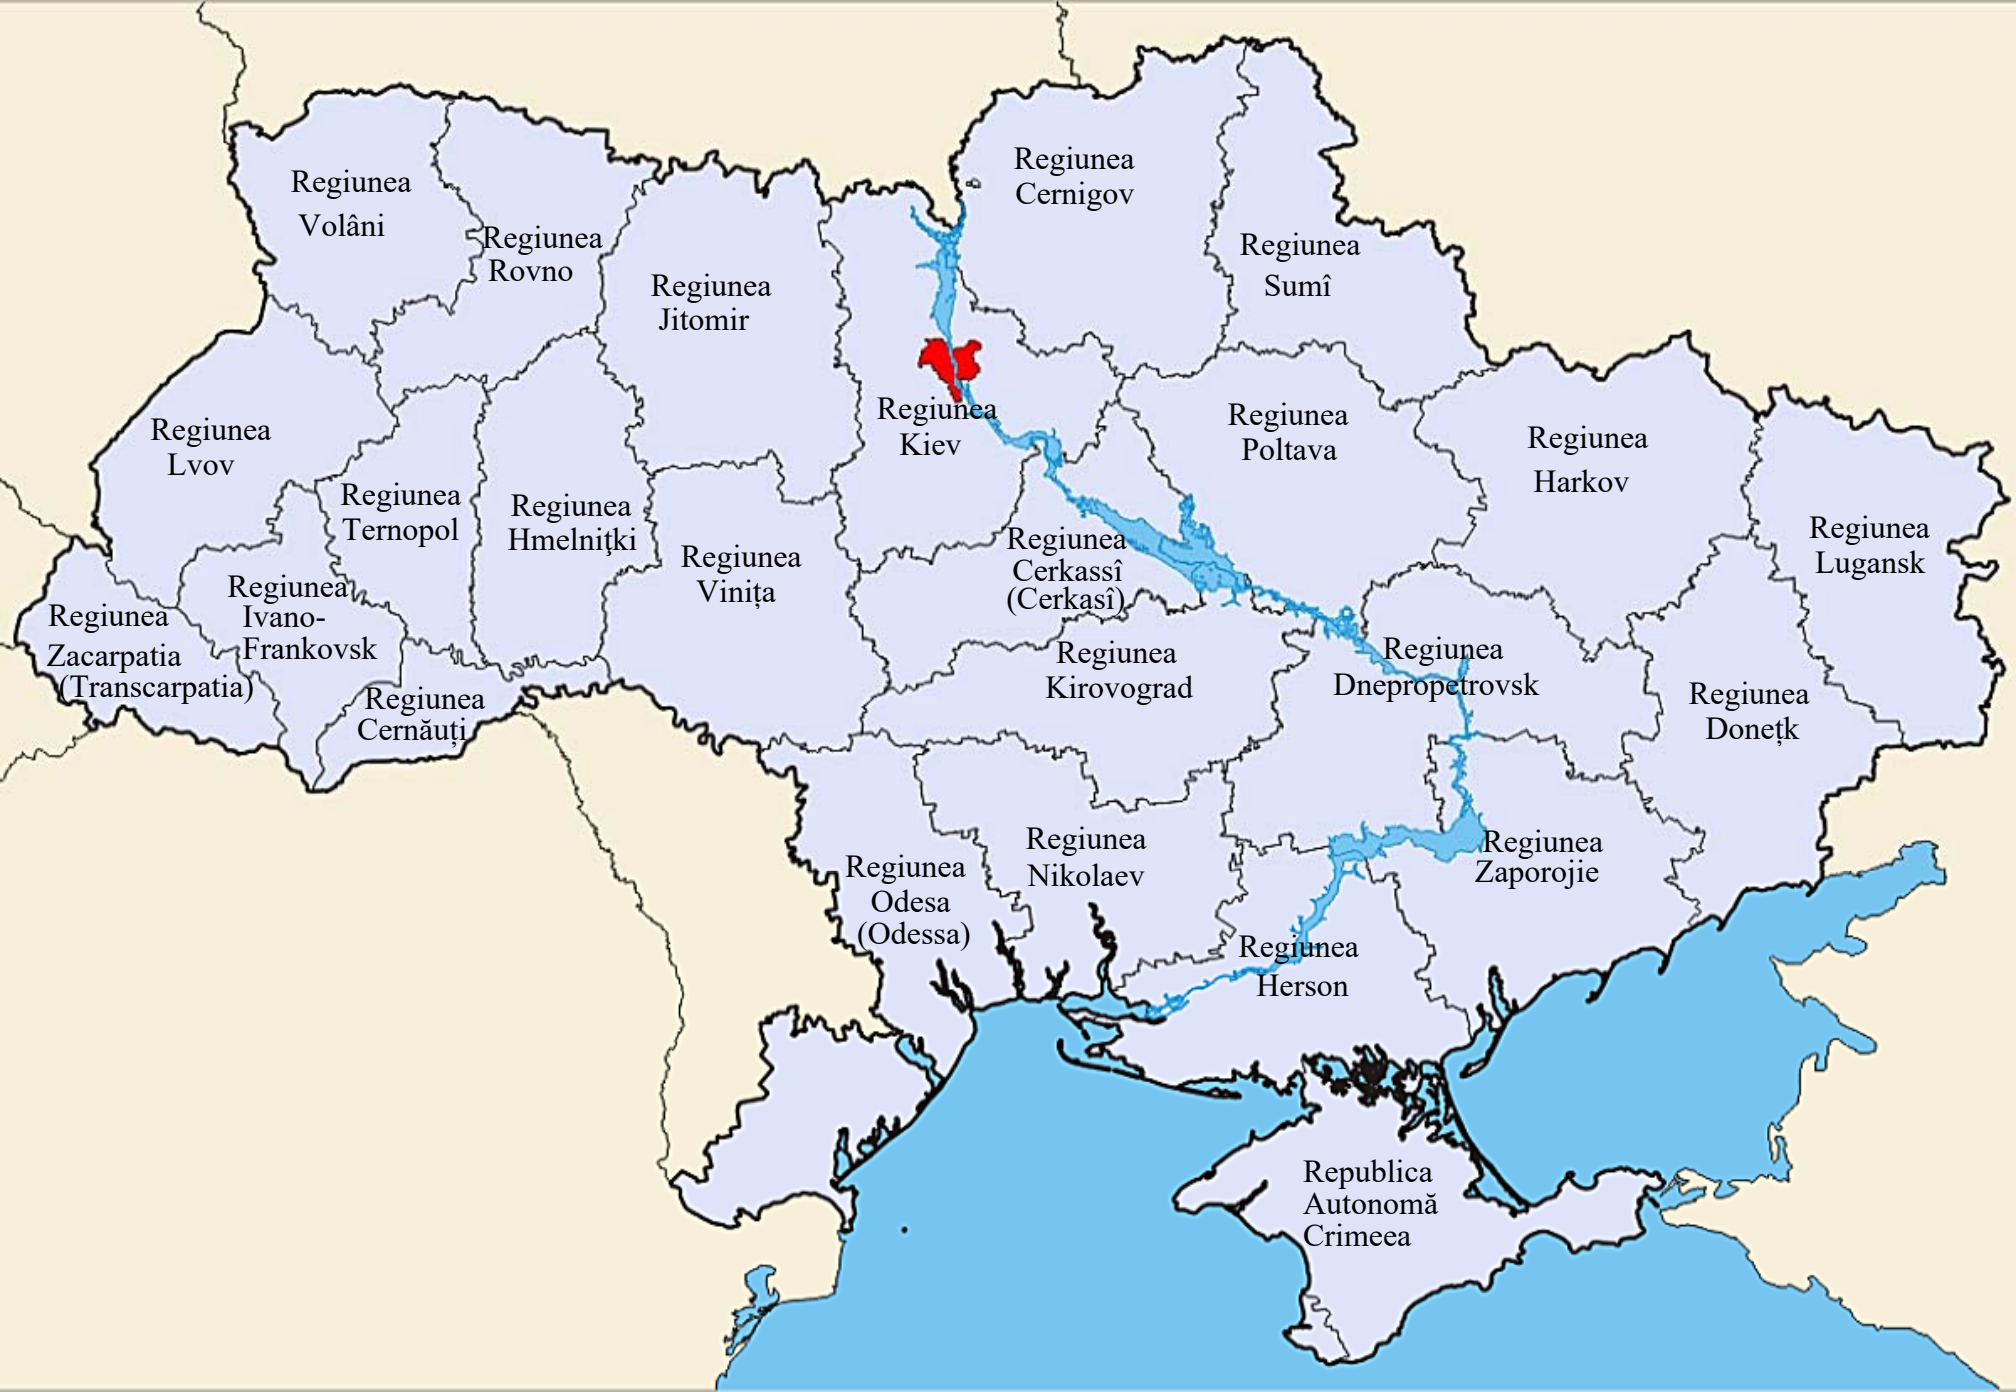 Regiunea
Volâni
Regiunea
Rovno
Regiunea
Jitomir
Regiunea
Cernigov
Regiunea
Sumî
Regiunea
Kiev
Regiunea
Lvov
Regiunea
Ternopol
Regiunea
Hmelnițki
Regiunea
Vinița
Regiunea
Poltava
Regiunea
Harkov
Regiunea
Lugansk
Regiunea
Cerkassî
(Cerkasî)
Regiunea
Zacarpatia
(Transcarpatia)
Regiunea
Ivano-
Frankovsk
Regiunea
Cernăuți
Regiunea
Kirovograd
Regiunea
Dnepropetrovsk
Regiunea
Donețk
Regiunea
Odesa
(Odessa)
Regiunea
Nikolaev
Regiunea
Zaporojie
Regiunea
Herson
Republica
Autonomă
Crimeea